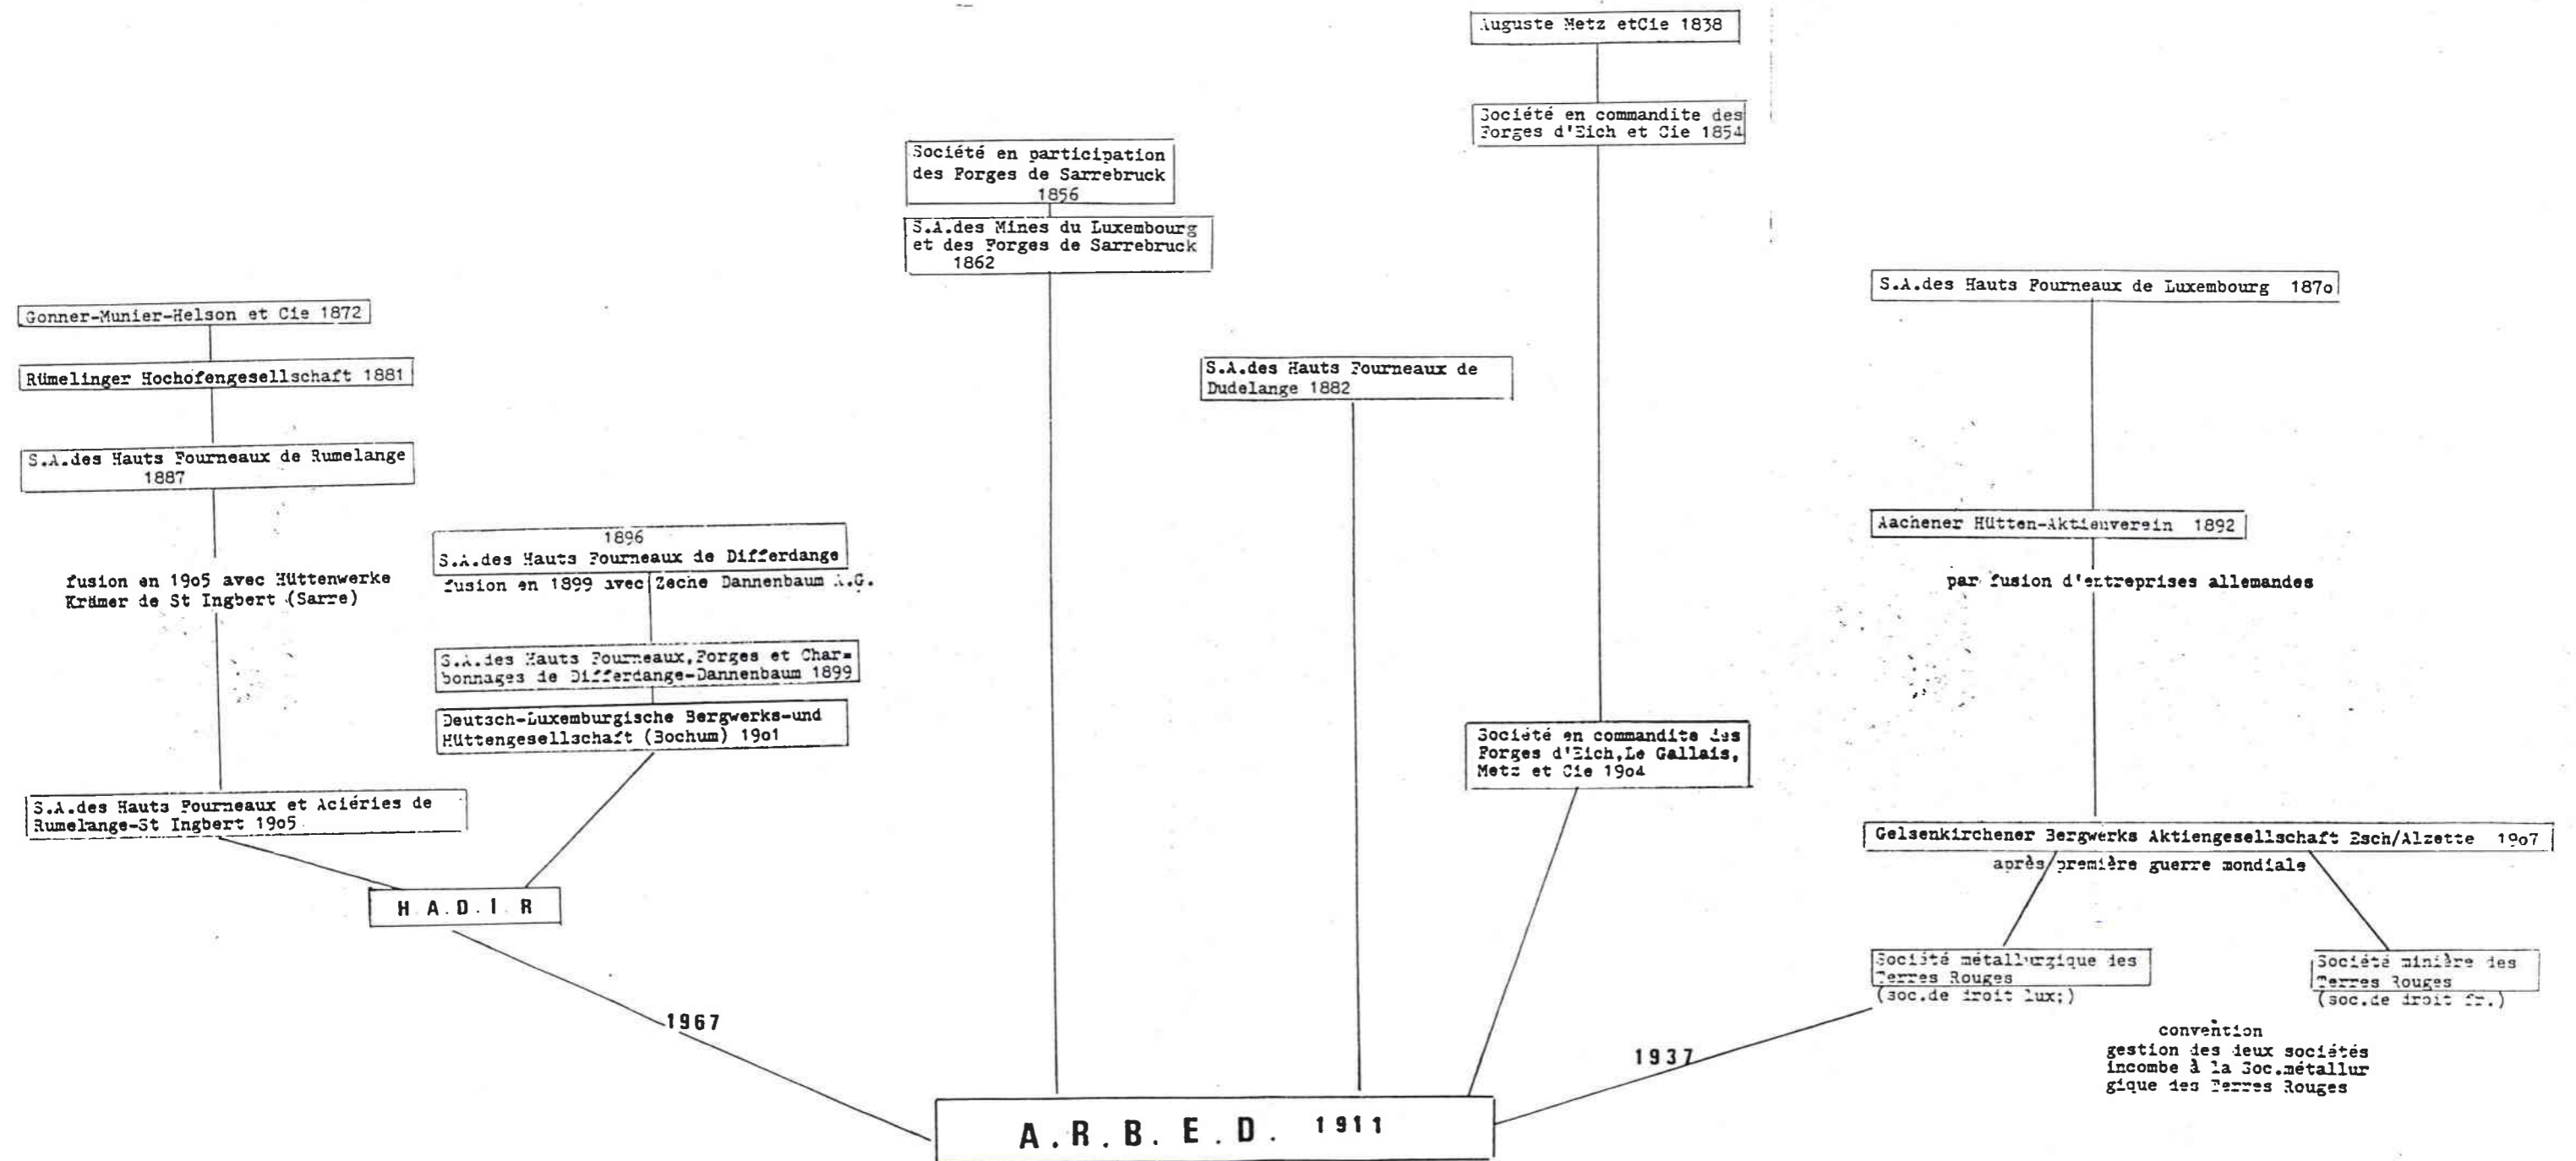 Auguste Metz etCie 1838
Société en commandite des
Forges d'Eich et Cie 1854
Société en participation
des Forges de Sarrebruck
1856
S.A.des Mines du Luxembourg
et des Forges de Sarrebruck
1862
S.A.des Hauts Fourneaux de Luxembourg 187o
Gonner-Munier-Helson et Cie 1872
Rümelinger Hochofengesellschaft 1881
S.A.des Hauts Fourneaux de
Dudelange 1882
S.A.des Hauts Fourneaux de Rumelange
1887
Aachener Hütten-Aktienverein 1892
par fusion d'entreprises allemandes
1896
S.A.des Hauts Fourneaux de Differdange
fusion en 1899 avec Zeche Dannenbaum A.G.
fusion en 19o5 avec Hüttenwerke
Krämer de St Ingbert (Sarre)
S.A.des Hauts Fourneaux,Forges et Char=
bonnages de Differdange-Dannenbaum 1899
Deutsch-Luxemburgische Bergwerks-und
Hüttengesellschaft (Bochum) 19o1
Société en commandite des
Forges d'Eich,Le Gallais,
Metz et Cie 19o4
S.A.des Hauts Fourneaux et Aciéries de
Rumelange-St Ingbert 19o5
Gelsenkirchener Bergwerks Aktiengesellschaft Esch/Alzette 19o7
après première guerre mondiale
H.A.D.I.R
Société métallurgique des
Terres Rouges
(soc.de droit lux;)
Société minière des
Terres Rouges
(soc.de droit fr.)
convention
gestion des deux sociétés
incombe à la Soc.métallur
gique des Terres Rouges
1967
1937
A.R.B.E.D. 1911